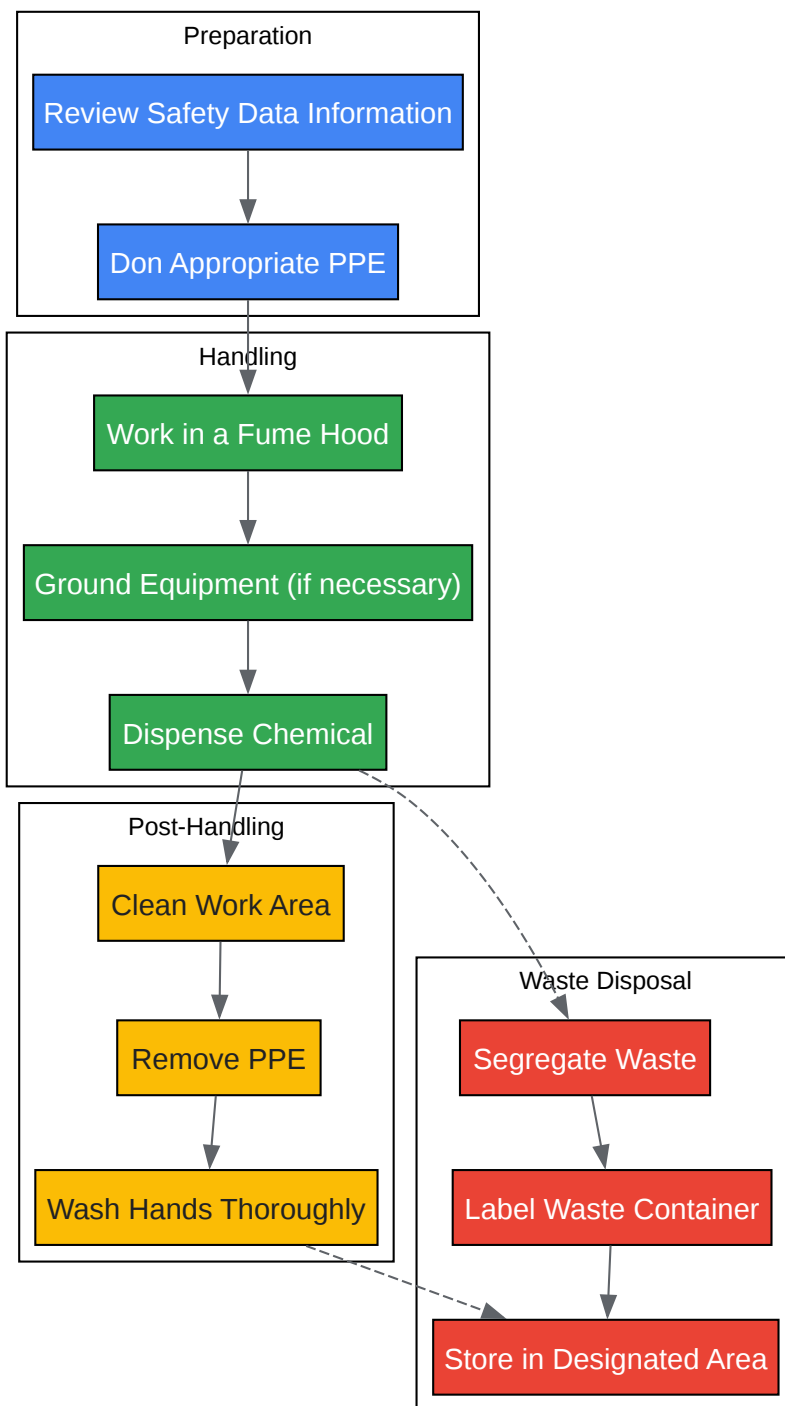 Preparation
Review Safety Data Information
Don Appropriate PPE
Handling
Work in a Fume Hood
Ground Equipment (if necessary)
Dispense Chemical
Post-Handling
Clean Work Area
Remove PPE
Wash Hands Thoroughly
Waste Disposal
Segregate Waste
Label Waste Container
Store in Designated Area